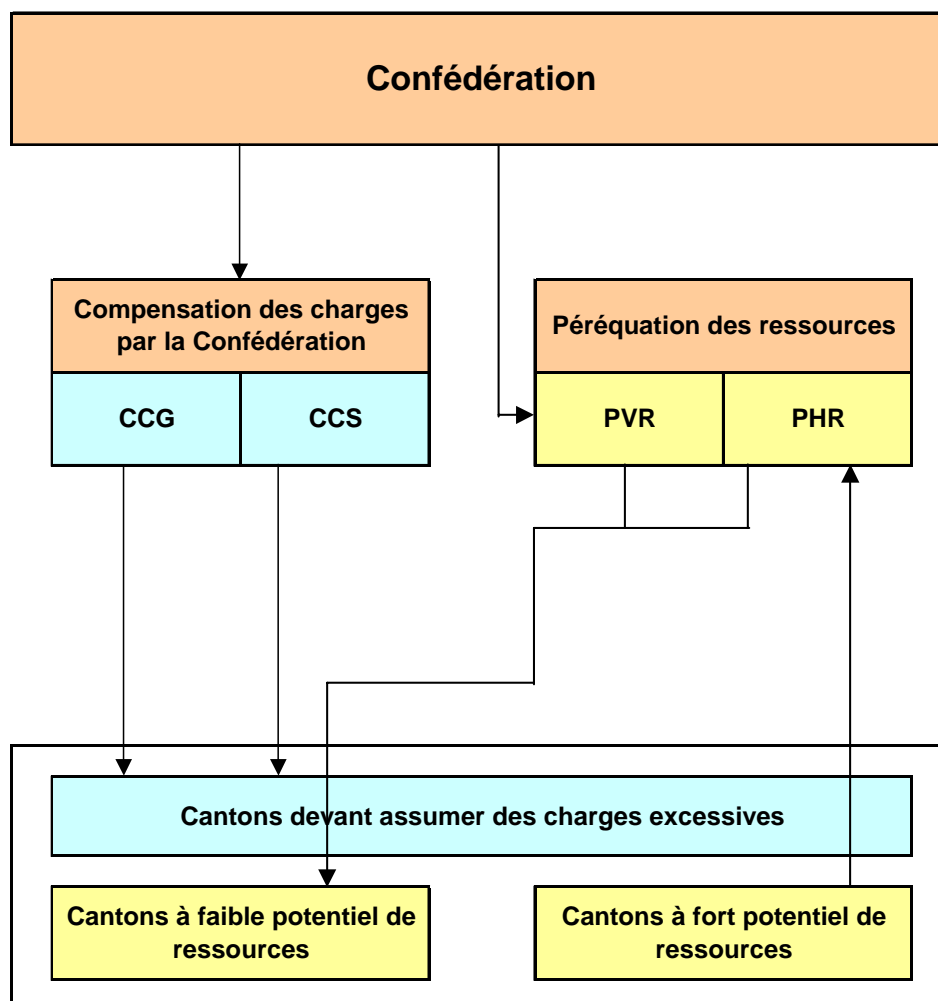 Confédération
Compensation des charges
par la Confédération
Péréquation des ressources
CCG
CCS
PVR
PHR
Cantons devant assumer des charges excessives
Cantons à faible potentiel de
ressources
Cantons à fort potentiel de
ressources